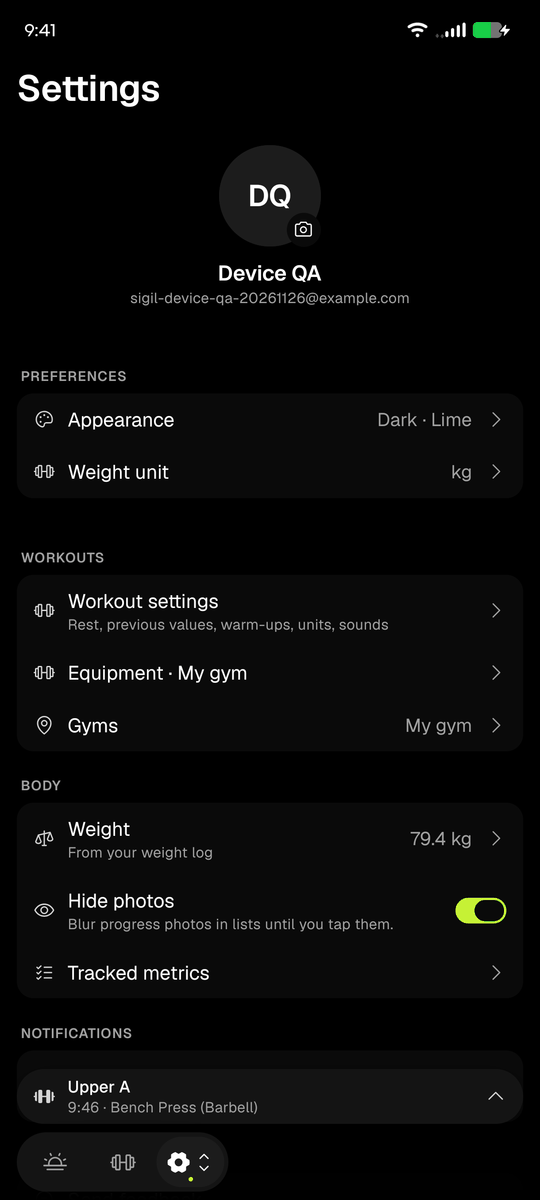 9:41
Settings
DQ
Device QA
sigil-device-qa-20261126@example.com
PREFERENCES
Appearance
Dark · Lime
Weight unit
kg
WORKOUTS
Workout settings
Rest, previous values, warm-ups, units, sounds
Equipment · My gym
Gyms
My gym
BODY
Weight
79.4 kg
From your weight log
Hide photos
Blur progress photos in lists until you tap them.
Tracked metrics
NOTIFICATIONS
Upper A
9:46 · Bench Press (Barbell)